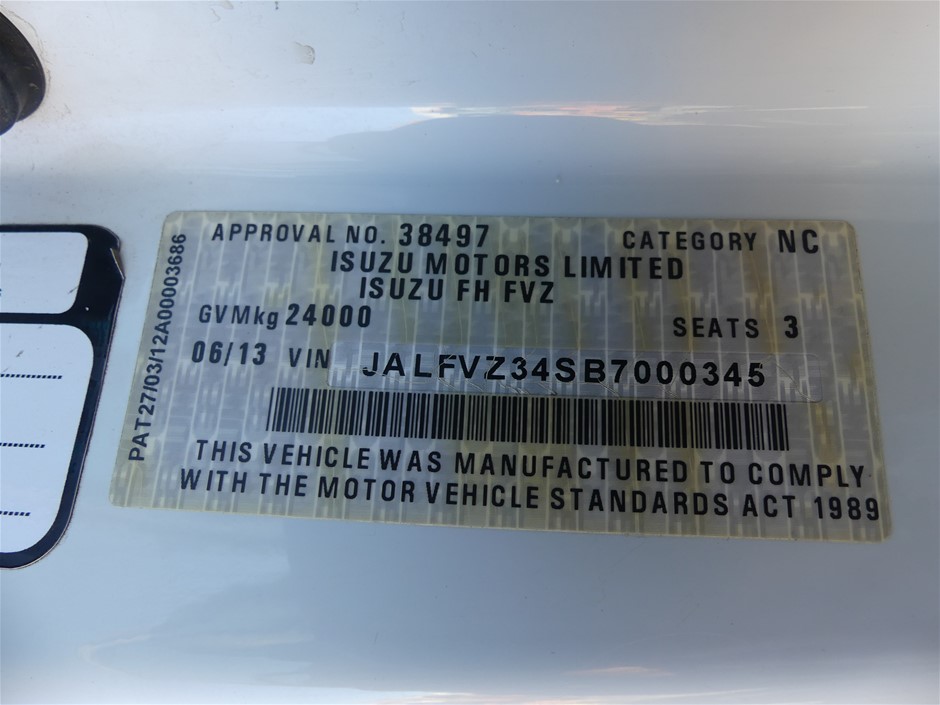 APPROVAL NO. 38497 CATEGORY NC
ISUZU MOTORS LIMITED
ISUZU FH FVZ
GVMkg 24000 SEATS 3
06/13 VIN JALFVZ34SB7000345
THIS VEHICLE WAS MANUFACTURED TO COMPLY
WITH THE MOTOR VEHICLE STANDARDS ACT 1989
PAT27/03/12A00003686